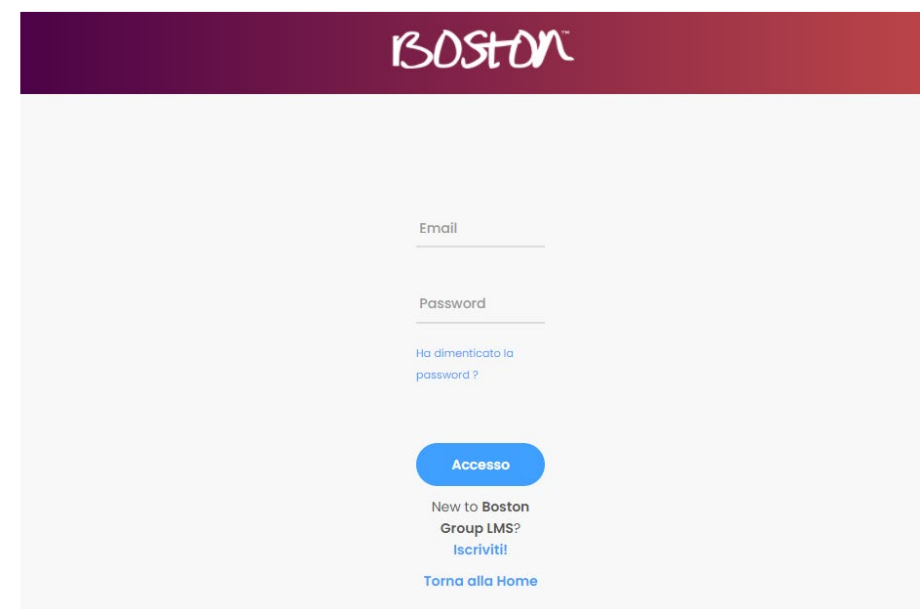 BOSTON™
Email
Password
Ha dimenticato la
password ?
Accesso
New to Boston
Group LMS?
Iscriviti!
Torna alla Home